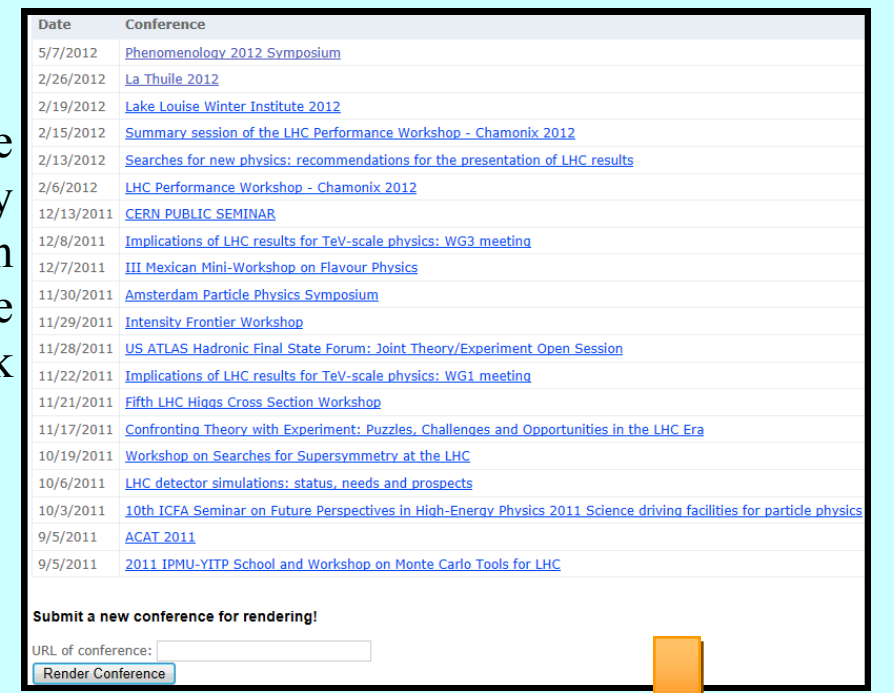 Date Conference
5/7/2012 Phenomenology 2012 Symposium
2/26/2012 La Thuile 2012
2/19/2012 Lake Louise Winter Institute 2012
2/15/2012 Summary session of the LHC Performance Workshop - Chamonix 2012
2/13/2012 Searches for new physics: recommendations for the presentation of LHC results
2/6/2012 LHC Performance Workshop - Chamonix 2012
12/13/2011 CERN PUBLIC SEMINAR
12/8/2011 Implications of LHC results for TeV-scale physics: WG3 meeting
12/7/2011 III Mexican Mini-Workshop on Flavour Physics
11/30/2011 Amsterdam Particle Physics Symposium
11/29/2011 Intensity Frontier Workshop
11/28/2011 US ATLAS Hadronic Final State Forum: Joint Theory/Experiment Open Session
11/22/2011 Implications of LHC results for TeV-scale physics: WG1 meeting
11/21/2011 Fifth LHC Higgs Cross Section Workshop
11/17/2011 Confronting Theory with Experiment: Puzzles, Challenges and Opportunities in the LHC Era
10/19/2011 Workshop on Searches for Supersymmetry at the LHC
10/6/2011 LHC detector simulations: status, needs and prospects
10/3/2011 10th ICFA Seminar on Future Perspectives in High-Energy Physics 2011 Science driving facilities for particle physics
9/5/2011 ACAT 2011
9/5/2011 2011 IPMU-YITP School and Workshop on Monte Carlo Tools for LHC
Submit a new conference for rendering!
URL of conference:
Render Conference